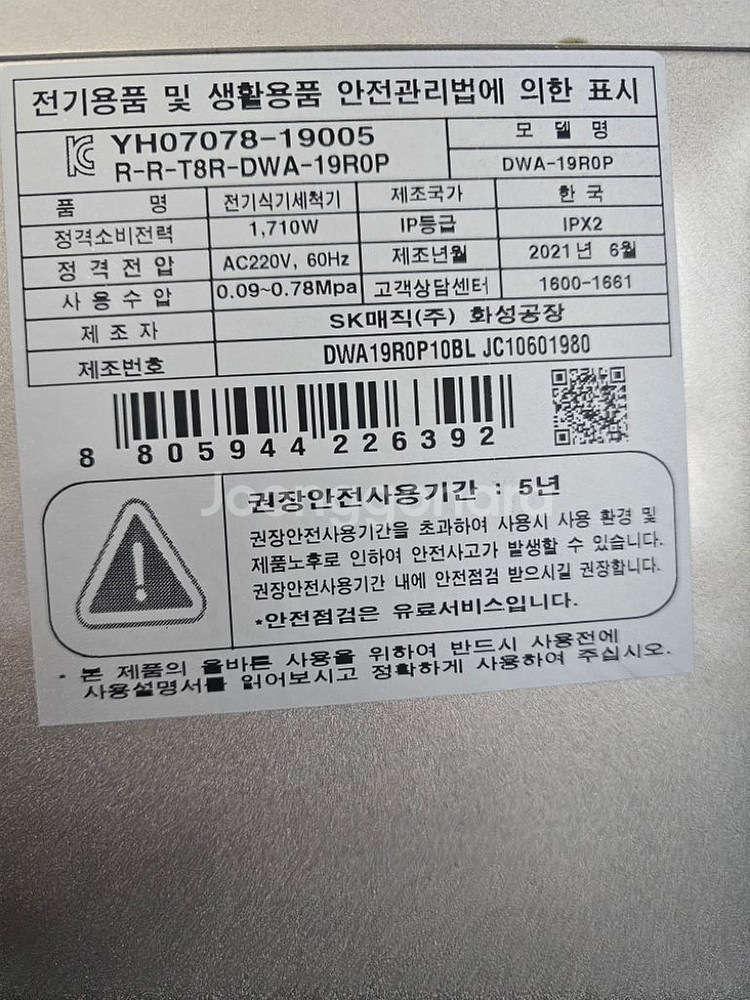 전기용품 및 생활용품 안전관리법에 의한 표시
YH07078-19005
R-R-T8R-DWA-19R0P
모 델 명
DWA-19R0P
품 명 전기식기세척기 제조국가 한 국
정격소비전력 1,710W IP등급 IPX2
정 격 전 압 AC220V, 60Hz 제조년월 2021년 6월
사 용 수 압 0.09~0.78Mpa 고객상담센터 1600-1661
제 조 자 SK매직(주) 화성공장
제조번호 DWA19R0P10BL JC10601980
8 805944 226392
권장안전사용기간 : 5년
권장안전사용기간을 초과하여 사용시 사용 환경 및
제품노후로 인하여 안전사고가 발생할 수 있습니다.
권장안전사용기간 내에 안전점검 받으시길 권장합니다.
*안전점검은 유료서비스입니다.
* 본 제품의 올바른 사용을 위하여 반드시 사용전에
사용설명서를 읽어보시고 정확하게 사용하여 주십시오.
Joonggonara